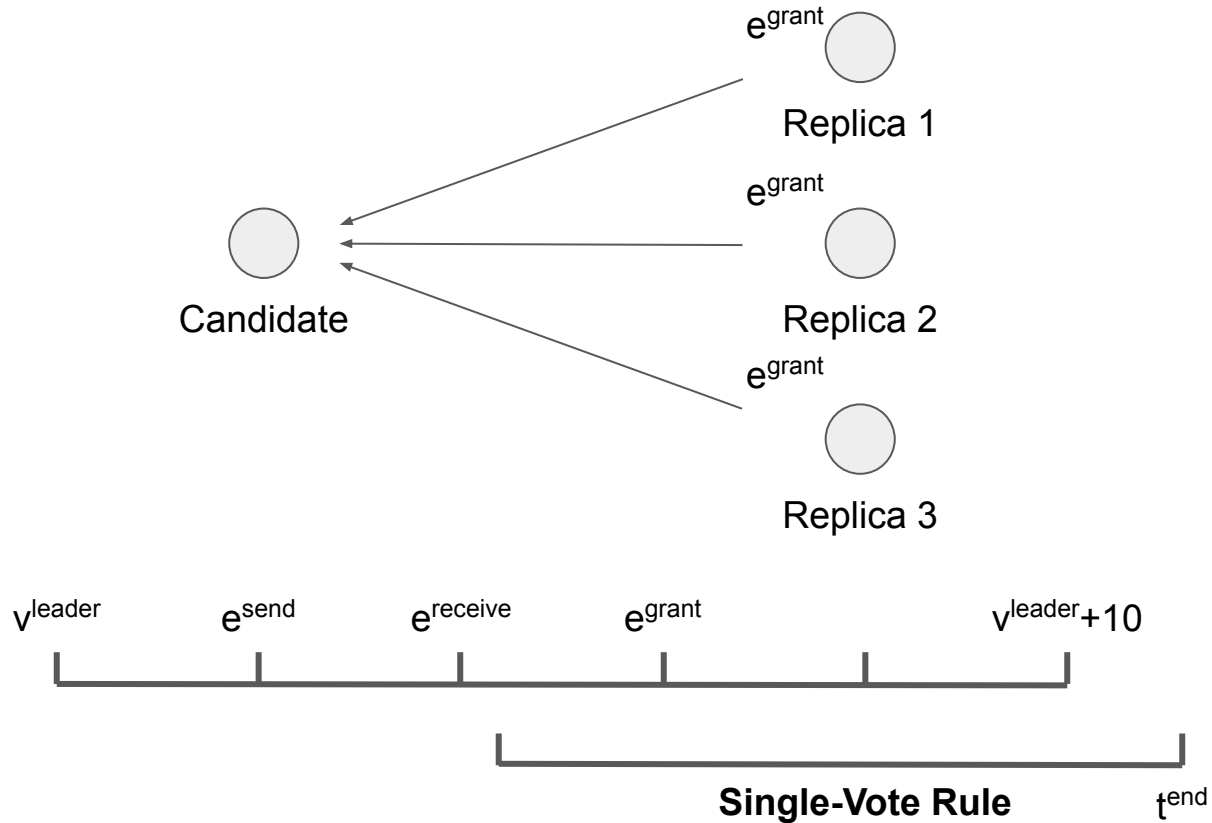 e^grant
Replica 1
e^grant
Candidate
Replica 2
e^grant
Replica 3
v^leader e^send e^receive e^grant v^leader+10
Single-Vote Rule t^end